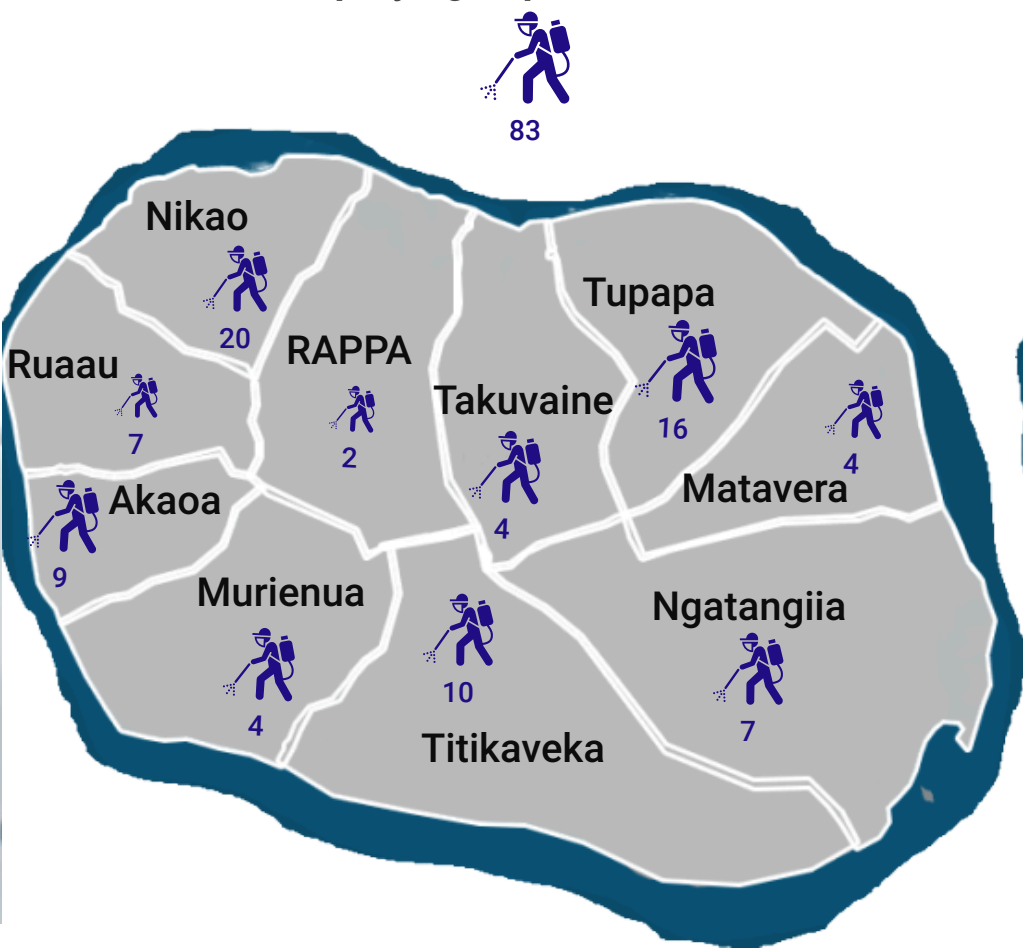 83
Nikao
20
Tupapa
16
RAPPA
2
Ruaau
7
Takuvaine
4
4
Matavera
Akaoa
9
Murienua
4
Ngatangiia
7
10
Titikaveka